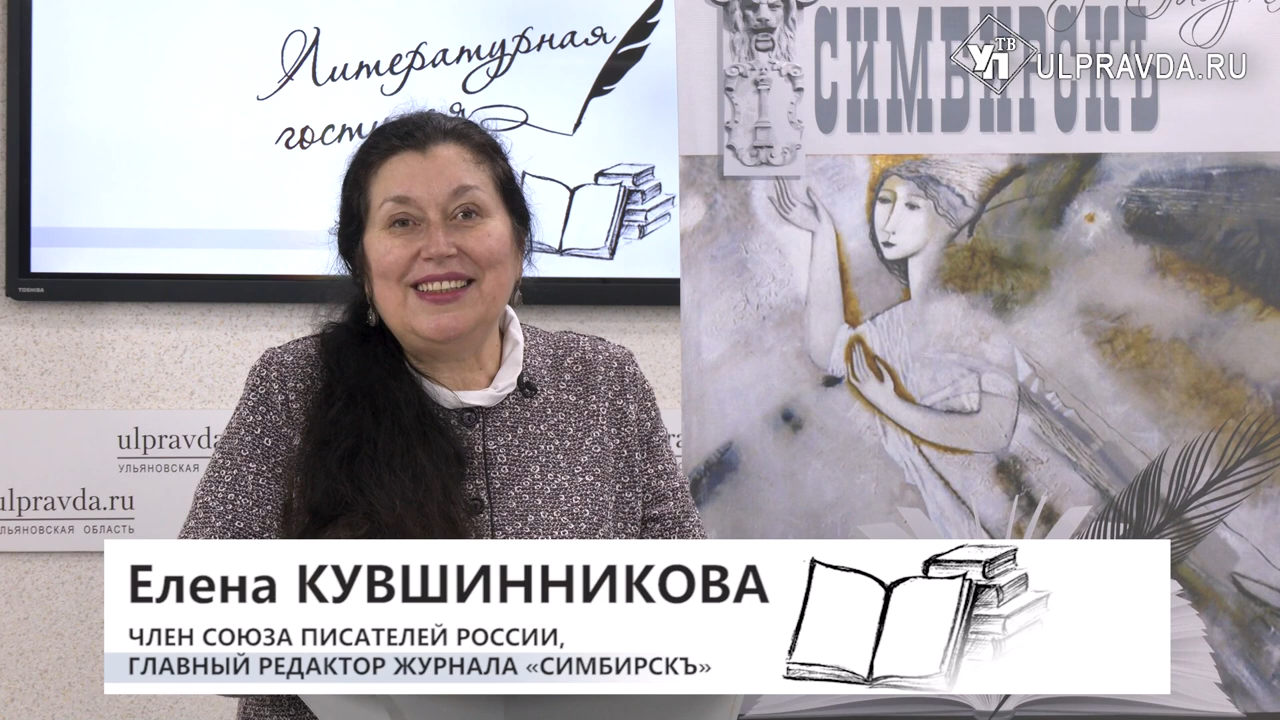 Литературная
гостиная
СИМБИРСКЪ
УП ТВ ULPRAVDA.RU
TOSHIBA
ulpravda
УЛЬЯНОВСКАЯ
ulpravda.ru
УЛЬЯНОВСКАЯ ОБЛАСТЬ
Елена КУВШИННИКОВА
ЧЛЕН СОЮЗА ПИСАТЕЛЕЙ РОССИИ,
ГЛАВНЫЙ РЕДАКТОР ЖУРНАЛА «СИМБИРСКЪ»